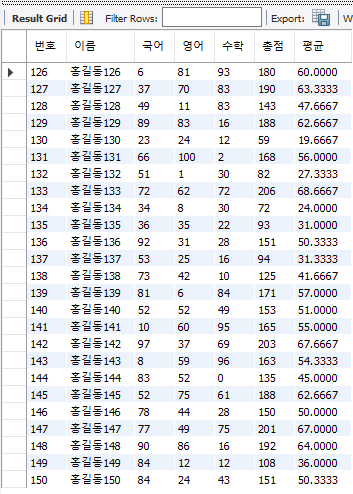 Result Grid Filter Rows: Export: W
번호 이름 국어 영어 수학 총점 평균
126 홍길동126 6 81 93 180 60.0000
127 홍길동127 37 70 83 190 63.3333
128 홍길동128 49 11 83 143 47.6667
129 홍길동129 89 83 16 188 62.6667
130 홍길동130 23 24 12 59 19.6667
131 홍길동131 66 100 2 168 56.0000
132 홍길동132 51 1 30 82 27.3333
133 홍길동133 72 62 72 206 68.6667
134 홍길동134 34 8 30 72 24.0000
135 홍길동135 36 35 22 93 31.0000
136 홍길동136 92 31 28 151 50.3333
137 홍길동137 53 25 16 94 31.3333
138 홍길동138 73 42 10 125 41.6667
139 홍길동139 81 6 84 171 57.0000
140 홍길동140 52 52 49 153 51.0000
141 홍길동141 10 60 95 165 55.0000
142 홍길동142 97 37 69 203 67.6667
143 홍길동143 8 59 96 163 54.3333
144 홍길동144 83 52 0 135 45.0000
145 홍길동145 52 75 61 188 62.6667
146 홍길동146 78 44 28 150 50.0000
147 홍길동147 77 49 75 201 67.0000
148 홍길동148 90 86 16 192 64.0000
149 홍길동149 84 12 12 108 36.0000
150 홍길동150 84 24 43 151 50.3333